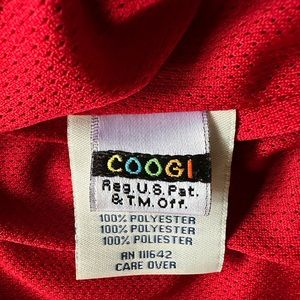 COOGI
Reg. U.S. Pat.
& T.M. Off.
100% POLYESTER
100% POLYESTER
100% POLIESTER
RN 111642
CARE OVER